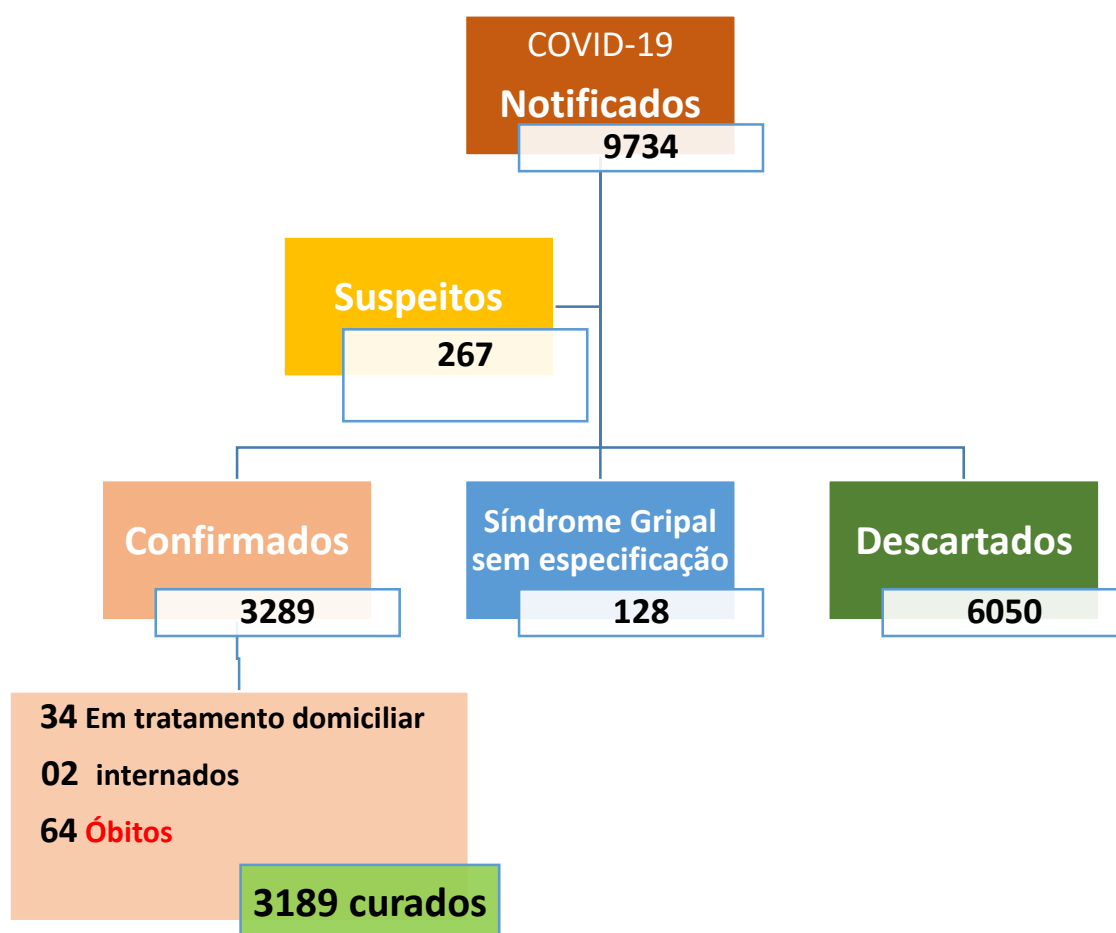 COVID-19
Notificados
9734
Suspeitos
267
Confirmados
3289
Síndrome Gripal
sem especificação
128
Descartados
6050
34 Em tratamento domiciliar
02 internados
64 Óbitos
3189 curados